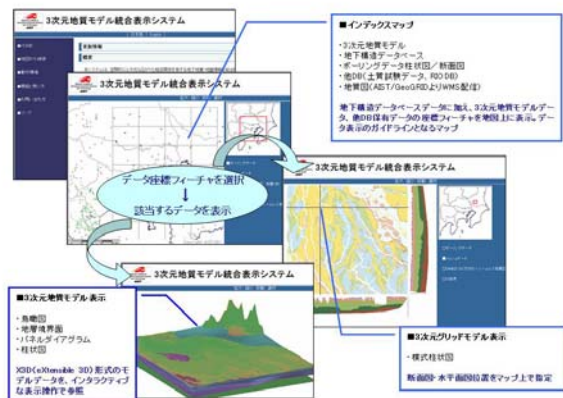 3次元地質モデル統合表示システム
3次元地質モデル統合表示システム
データ座標フィーチャを選択
↓
該当するデータを表示
■インデックスマップ
・3次元地質モデル
・地下構造データベース
・ボーリングデータ柱状図／断面図
・他DB(土質試験データ、RIO DB)
・地質図(AIST/GeoGRIDよりWMS配信)
地下構造データベースデータに加え、3次元地質モデルデー
タ、他DB保有データの座標フィーチャを地図上に表示。デー
タ表示のガイドラインとなるマップ
3次元地質モデル統合表示システム
3次元地質モデル統合表示システム
■3次元地質モデル表示
・鳥瞰図
・地層境界面
・パネルダイアグラム
・柱状図
X3D(eXtensible 3D)形式のモ
デルデータを、インタラクティブ
な表示操作で参照
■3次元グリッドモデル表示
・模式柱状図
断面図・水平面図位置をマップ上で指定